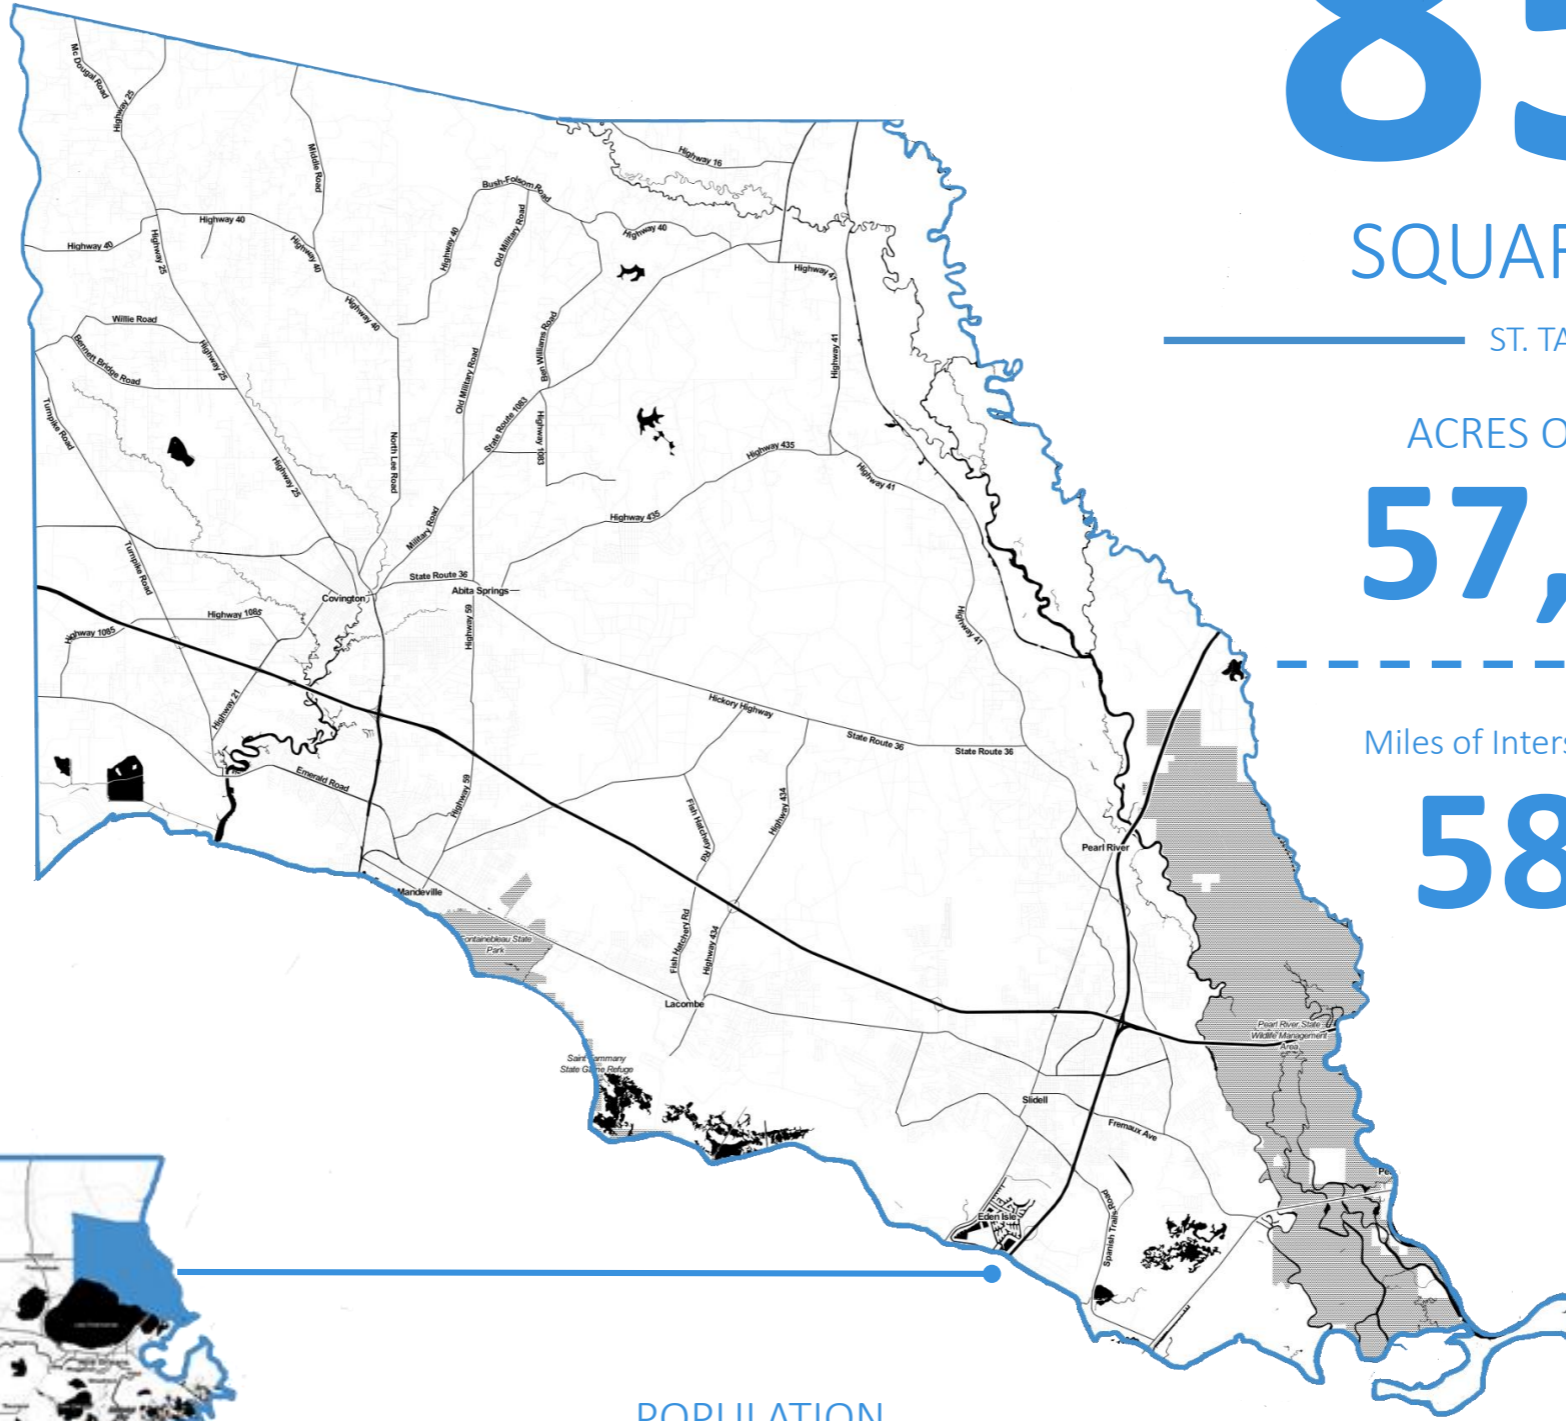 85
SQUAR
ST. TA
ACRES O
57,
Miles of Inters
58
POPULATION
Mc Dougal Road
Highway 25
Middle Road
Highway 16
Bush-Folsom Road
Highway 40
Highway 40
Highway 25
Highway 40
Highway 40
Old Military Road
Highway 40
Highway 41
Highway 40
Willie Road
Bennett Bridge Road
Highway 25
Ben Williams Road
Highway 41
Old Military Road
Turnpike Road
State Route 1083
Highway 1083
North Lee Road
Highway 435
Highway 25
Highway 41
Military Road
Highway 435
Turnpike Road
State Route 36
Covington
Abita Springs
Highway 1085
Highway 1085
Highway 59
Highway 41
Highway 21
Hickory Highway
State Route 36
State Route 36
Emerald Road
Highway 59
Fish Hatchery Rd
Highway 434
Pearl River
Mandeville
Fontainebleau State
Park
Fish Hatchery Rd
Highway 434
Lacombe
Pearl River State
Wildlife Management
Area
Saint Tammany
State Game Refuge
Slidell
Fremaux Ave
Pe
Eden Isle
Spanish Trails Road